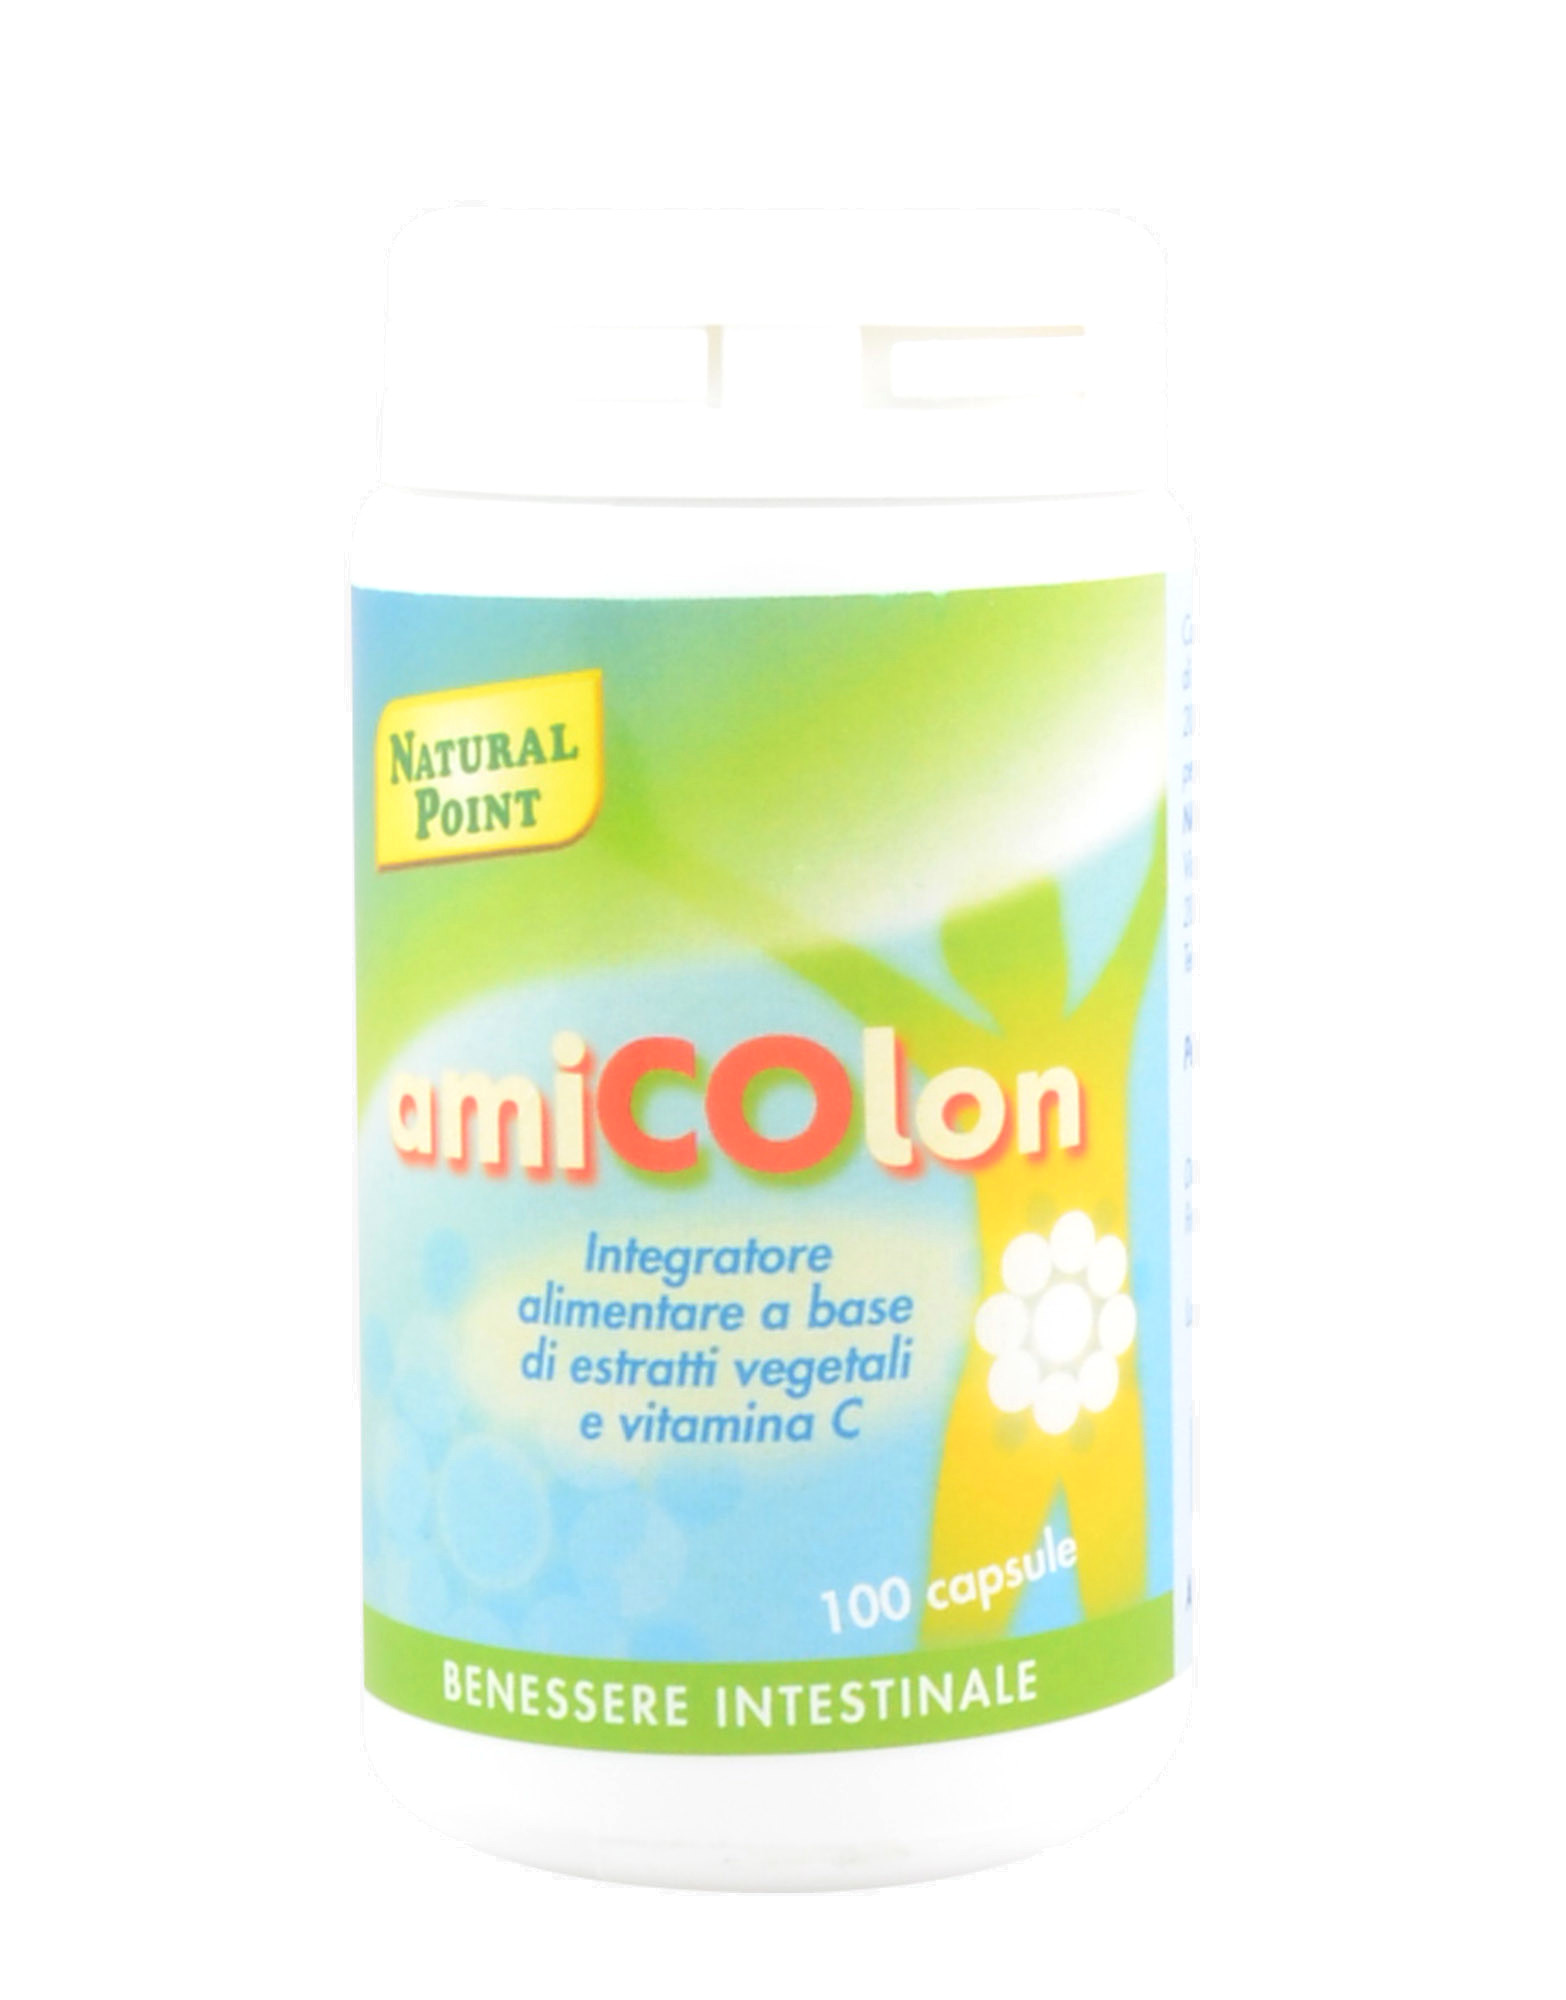 NATURAL
POINT
amiCOlon
Integratore
alimentare a base
di estratti vegetali
e vitamina C
100 capsule
BENESSERE INTESTINALE